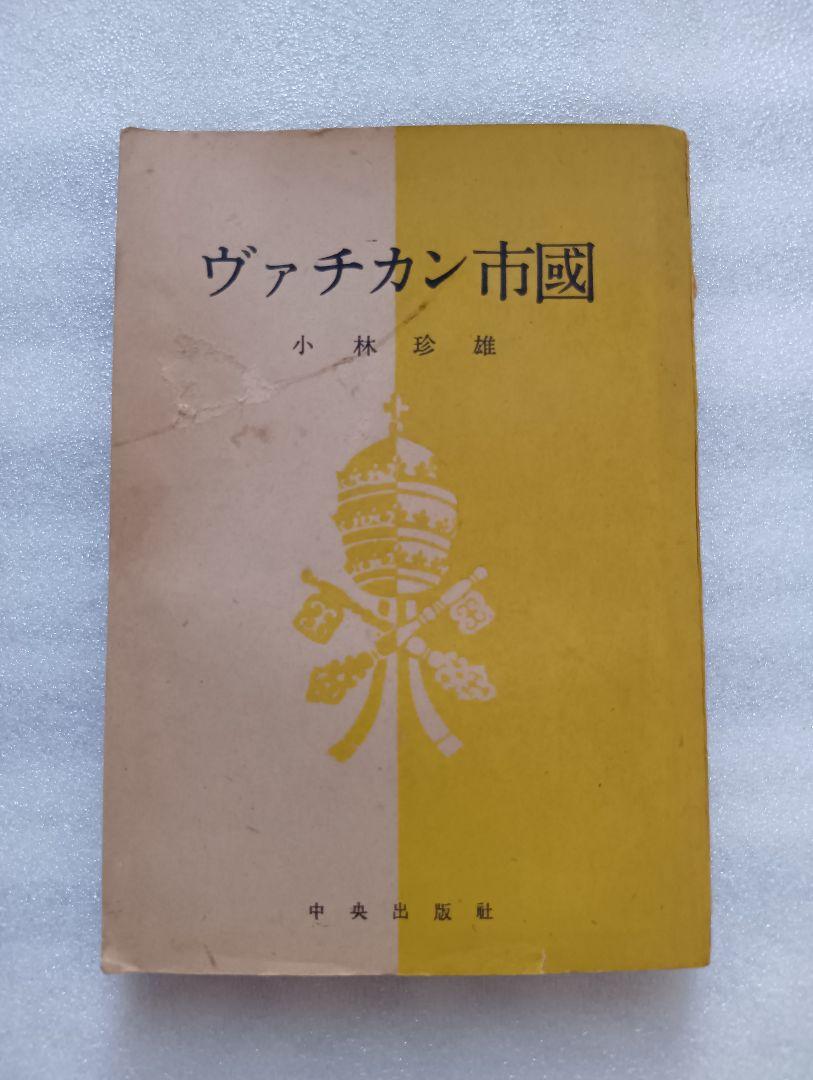 ヴァチカン市國
小林珍雄
中央出版社